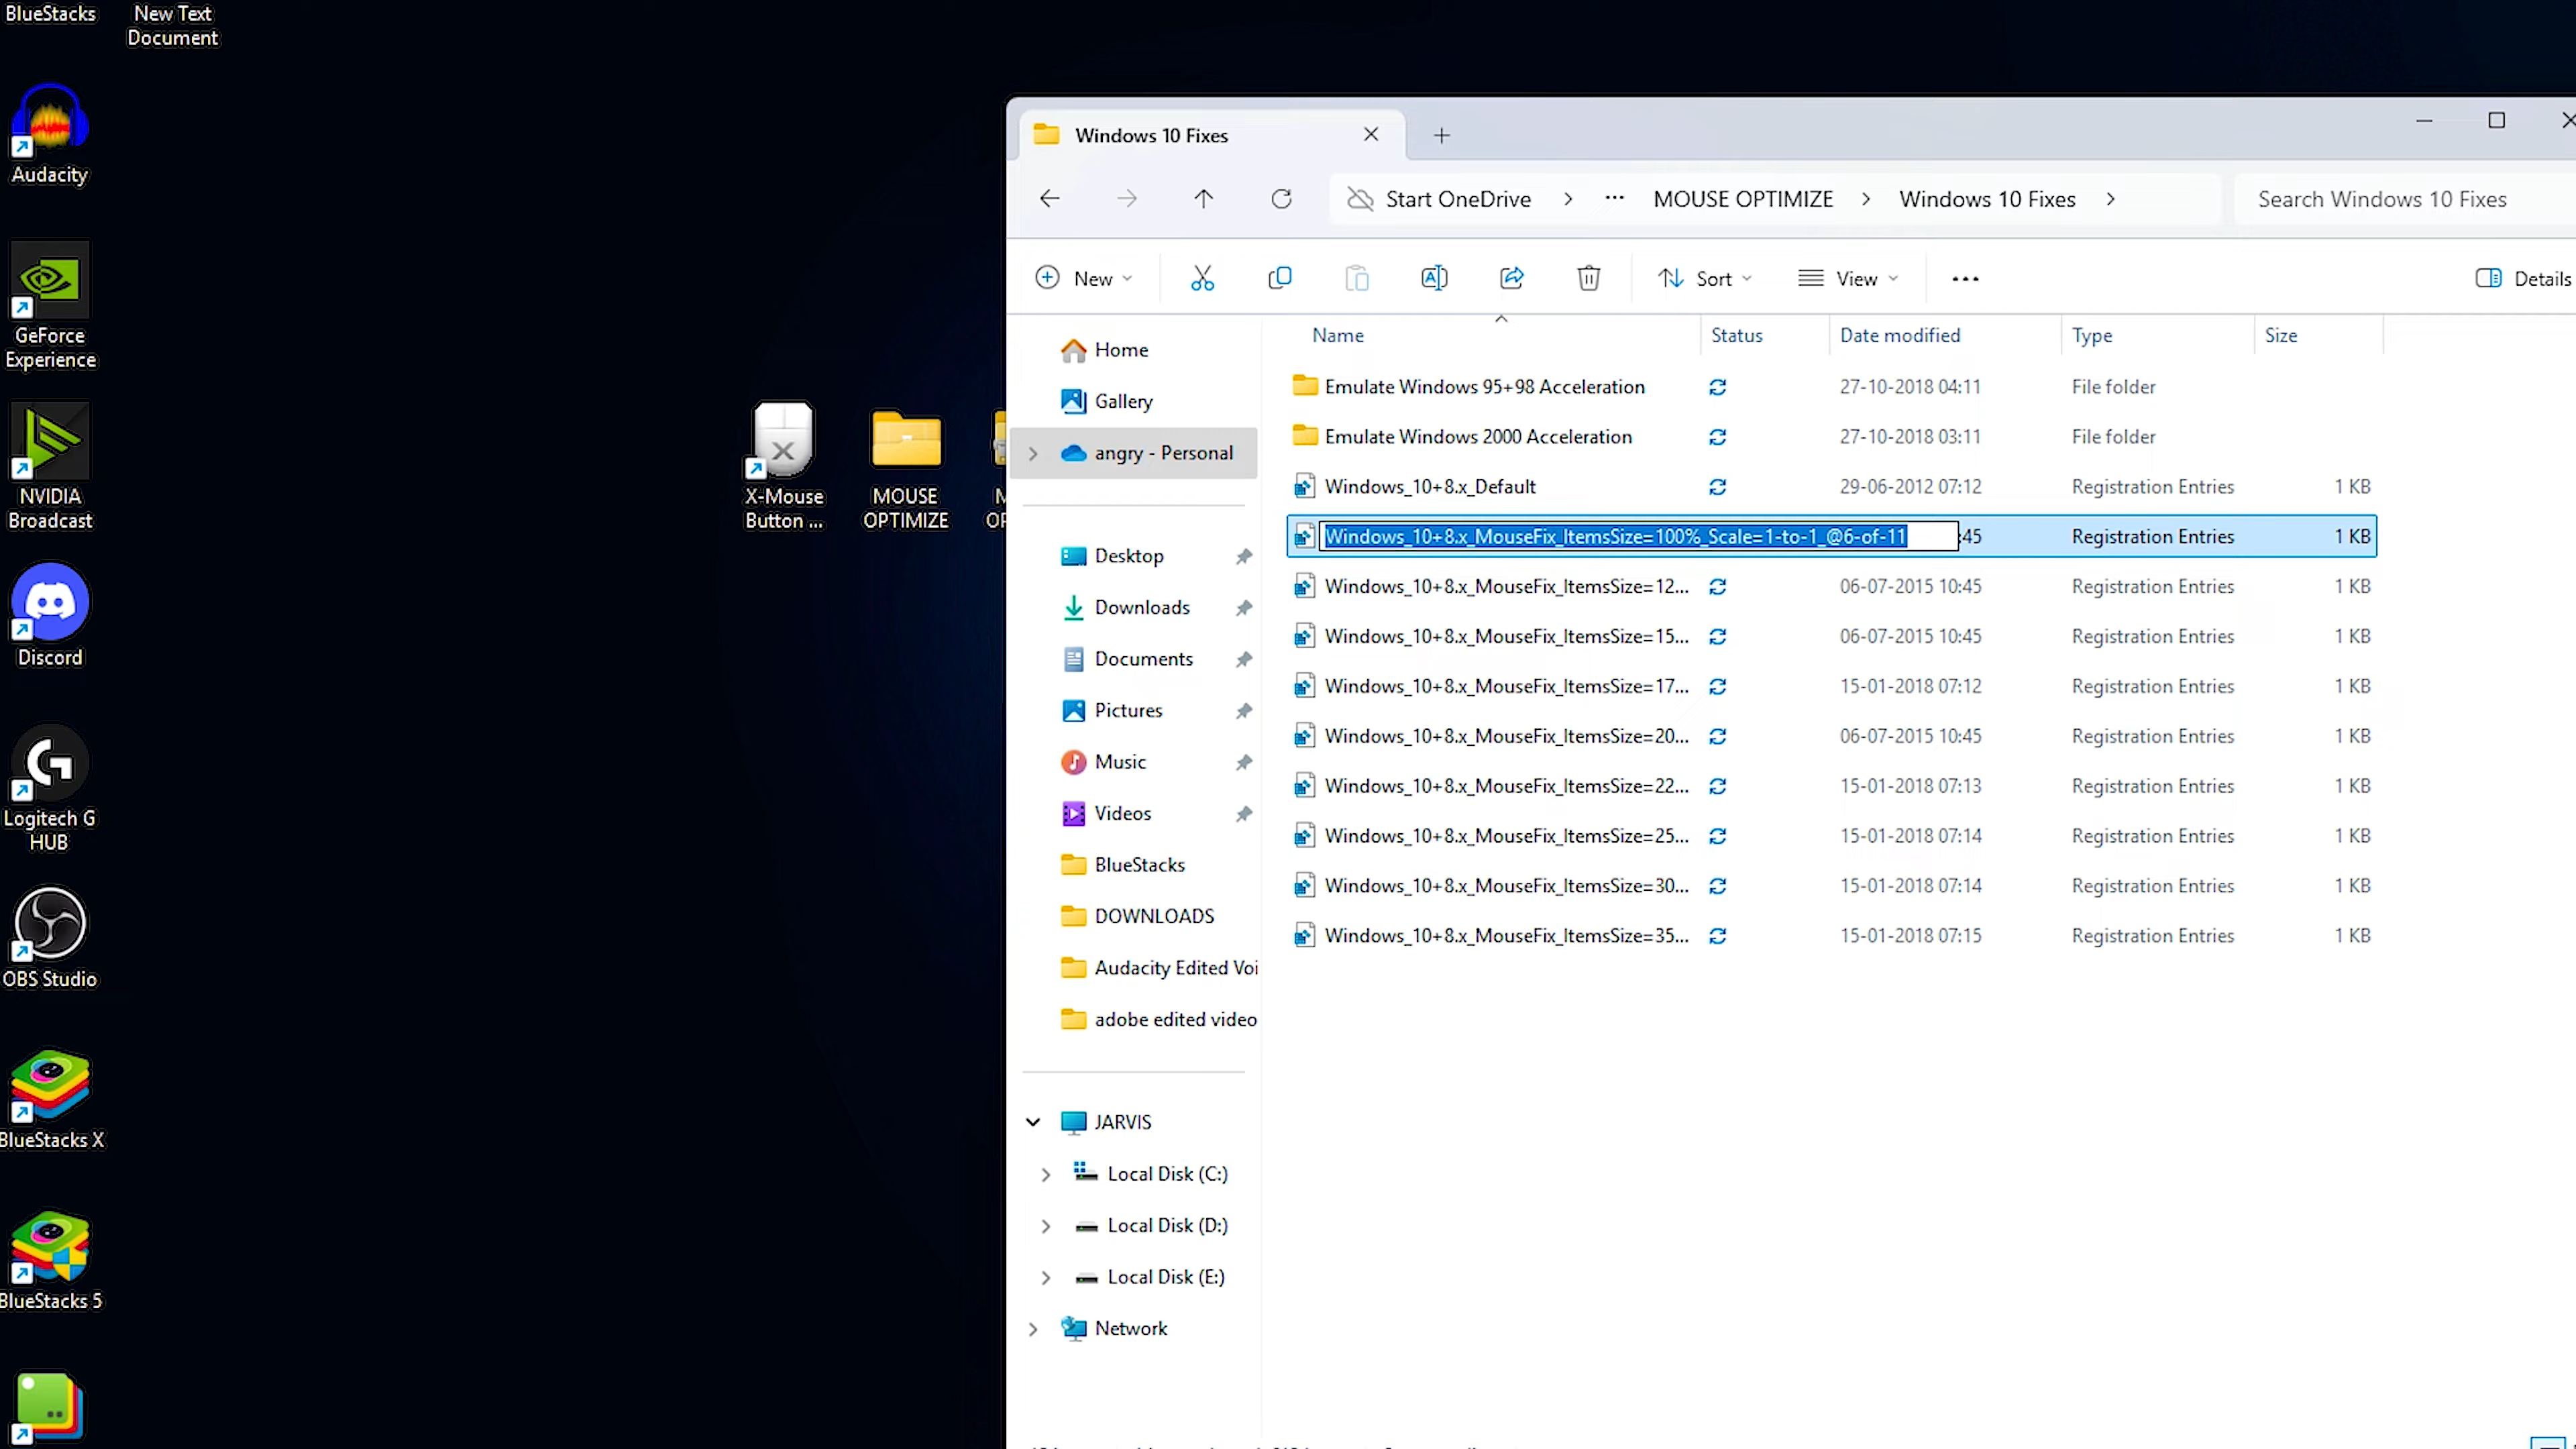 BlueStacks
New Text
Document
Audacity
GeForce
Experience
NVIDIA
Broadcast
Discord
Logitech G
HUB
OBS Studio
BlueStacks X
BlueStacks 5
X-Mouse
Button ...
MOUSE
OPTIMIZE
Windows 10 Fixes
Start OneDrive > ... MOUSE OPTIMIZE > Windows 10 Fixes >
Search Windows 10 Fixes
New
Sort
View
Details
Home
Gallery
angry - Personal
Desktop
Downloads
Documents
Pictures
Music
Videos
BlueStacks
DOWNLOADS
Audacity Edited Voi
adobe edited video
JARVIS
Local Disk (C:)
Local Disk (D:)
Local Disk (E:)
Network
Name Status Date modified Type Size
Emulate Windows 95+98 Acceleration 27-10-2018 04:11 File folder
Emulate Windows 2000 Acceleration 27-10-2018 03:11 File folder
Windows_10+8.x_Default 29-06-2012 07:12 Registration Entries 1 KB
Windows_10+8.x_MouseFix_ItemsSize=100%_Scale=1-to-1_@6-of-11 :45 Registration Entries 1 KB
Windows_10+8.x_MouseFix_ItemsSize=12... 06-07-2015 10:45 Registration Entries 1 KB
Windows_10+8.x_MouseFix_ItemsSize=15... 06-07-2015 10:45 Registration Entries 1 KB
Windows_10+8.x_MouseFix_ItemsSize=17... 15-01-2018 07:12 Registration Entries 1 KB
Windows_10+8.x_MouseFix_ItemsSize=20... 06-07-2015 10:45 Registration Entries 1 KB
Windows_10+8.x_MouseFix_ItemsSize=22... 15-01-2018 07:13 Registration Entries 1 KB
Windows_10+8.x_MouseFix_ItemsSize=25... 15-01-2018 07:14 Registration Entries 1 KB
Windows_10+8.x_MouseFix_ItemsSize=30... 15-01-2018 07:14 Registration Entries 1 KB
Windows_10+8.x_MouseFix_ItemsSize=35... 15-01-2018 07:15 Registration Entries 1 KB